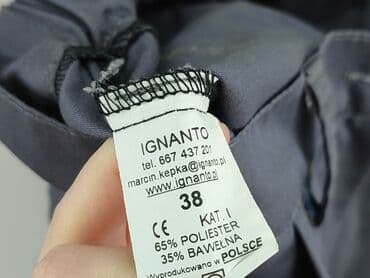 IGNANTO
tel. 667 437 201
marcin.kepka@ignanto.pl
www.ignanto.pl
38
CE KAT. I
65% POLIESTER
35% BAWEŁNA
Wyprodukowano w POLSCE